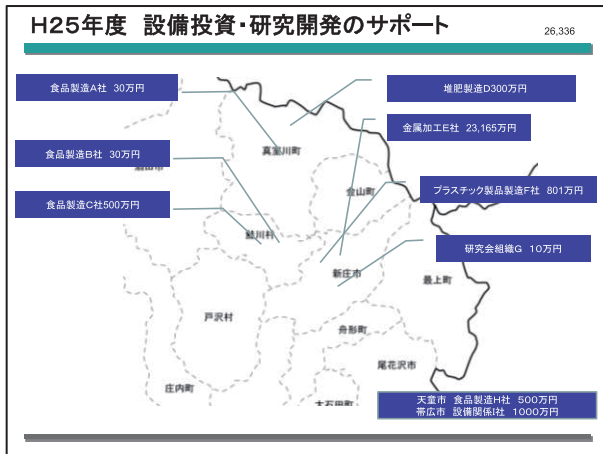 H25年度 設備投資・研究開発のサポート
26,336
食品製造A社 30万円
堆肥製造D300万円
金属加工E社 23,165万円
真室川町
食品製造B社 30万円
金山町
プラスチック製品製造F社 801万円
食品製造C社500万円
鮭川村
研究会組織G 10万円
新庄市
最上町
戸沢村
舟形町
尾花沢市
庄内町
大石田町
天童市 食品製造H社 500万円
帯広市 設備関係I社 1000万円